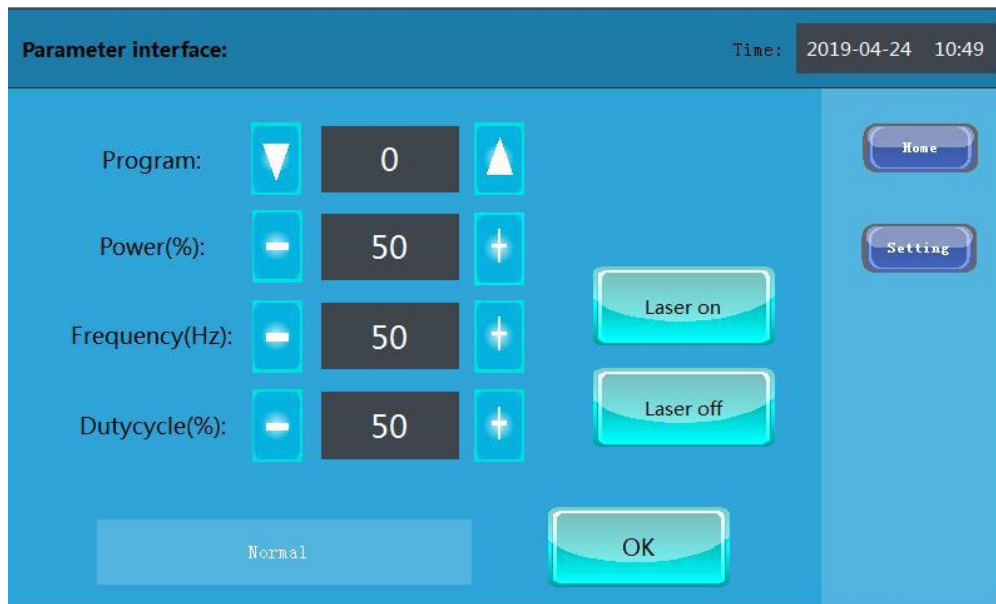 Parameter interface:
Time: 2019-04-24 10:49
Program: 0
Home
Power(%): - 50 +
Setting
Laser on
Frequency(Hz): - 50 +
Laser off
Dutycycle(%): - 50 +
Normal
OK